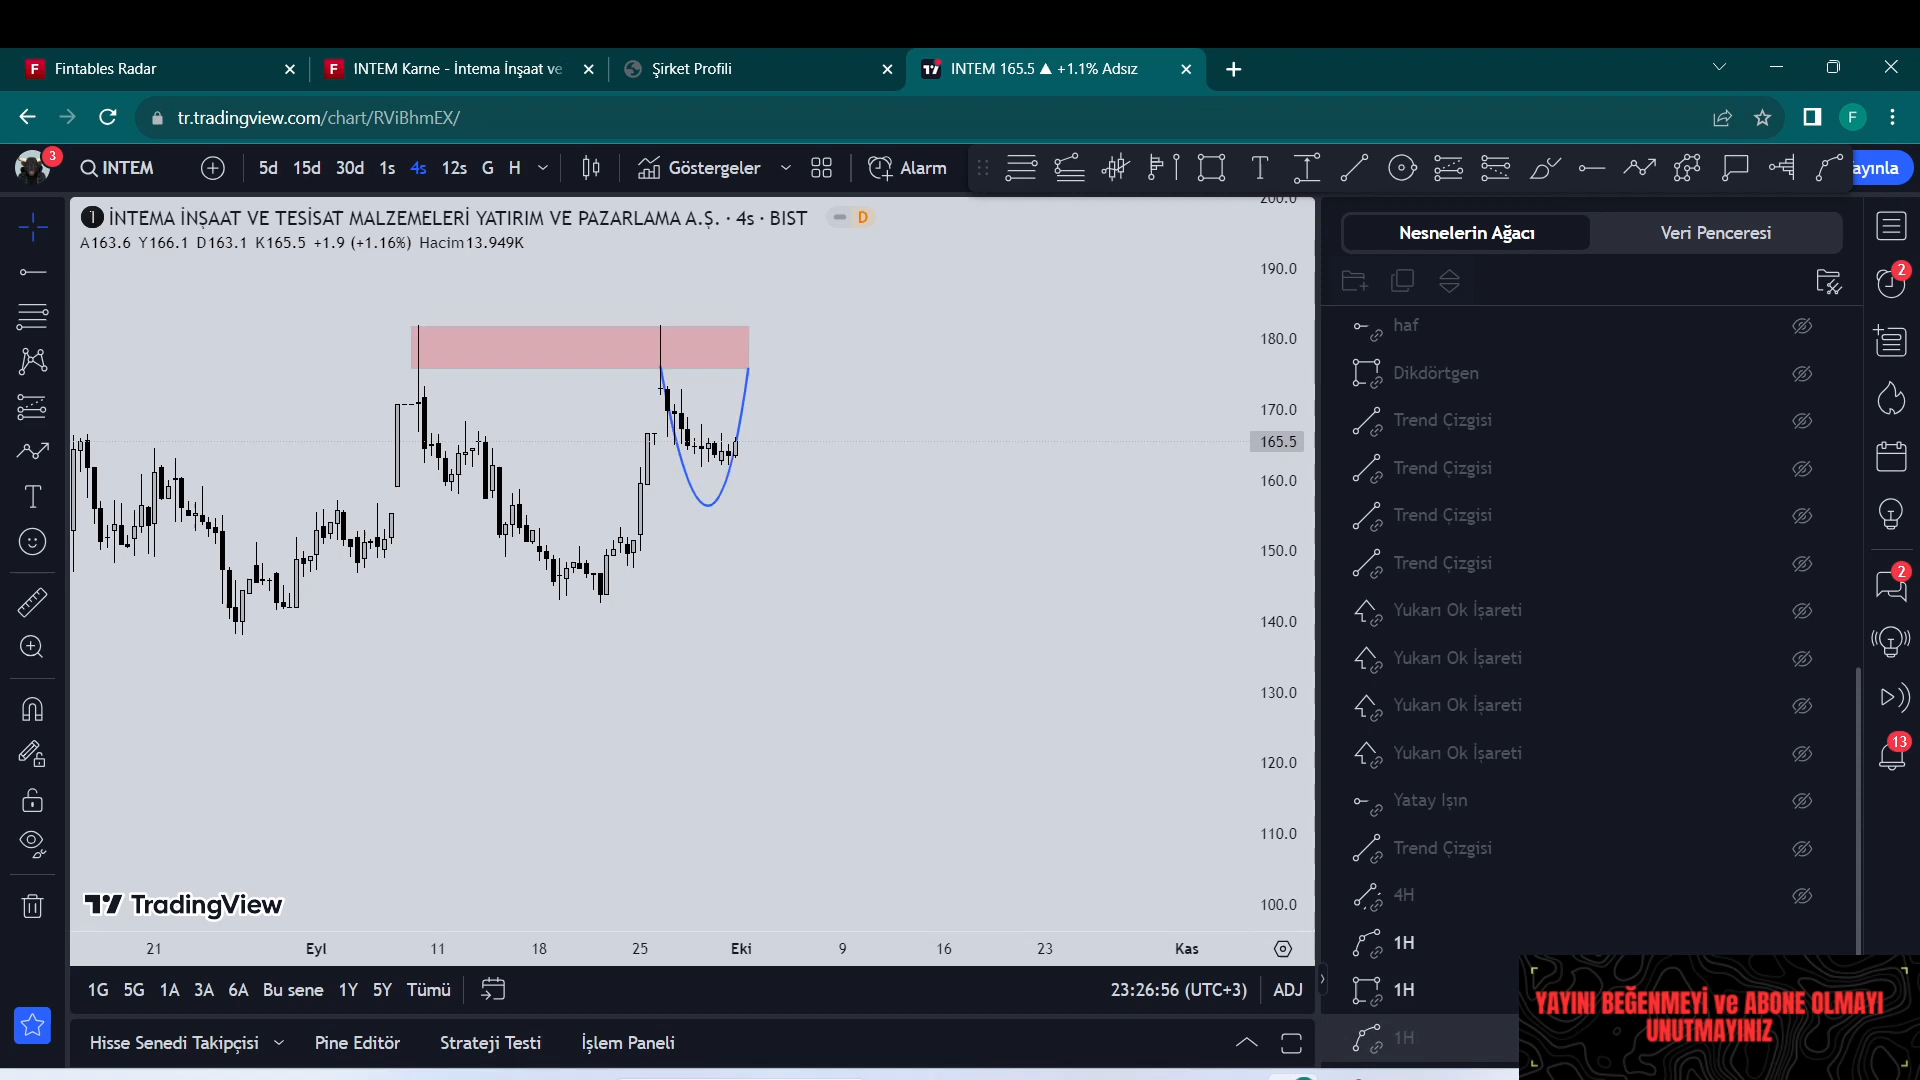 Fintables Radar
INTEM Karne - İntema İnşaat ve
Şirket Profili
INTEM 165.5 ▲ +1.1% Adsız
tr.tradingview.com/chart/RViBhmEX/
F
3
INTEM
5d 15d 30d 1s 4s 12s G H
Göstergeler
Alarm
ayınla
1 İNTEMA İNŞAAT VE TESİSAT MALZEMELERİ YATIRIM VE PAZARLAMA A.Ş. · 4s · BIST
D
A163.6 Y166.1 D163.1 K165.5 +1.9 (+1.16%) Hacim13.949K
200.0
190.0
180.0
170.0
165.5
160.0
150.0
140.0
130.0
120.0
110.0
100.0
TradingView
21 Eyl 11 18 25 Eki 9 16 23 Kas
1G 5G 1A 3A 6A Bu sene 1Y 5Y Tümü
23:26:56 (UTC+3) ADJ
Hisse Senedi Takipçisi Pine Editör Strateji Testi İşlem Paneli
Nesnelerin Ağacı Veri Penceresi
haf
Dikdörtgen
Trend Çizgisi
Trend Çizgisi
Trend Çizgisi
Trend Çizgisi
Yukarı Ok İşareti
Yukarı Ok İşareti
Yukarı Ok İşareti
Yukarı Ok İşareti
Yatay Işın
Trend Çizgisi
4H
1H
1H
1H
2
2
13
YAYINI BEĞENMEYİ ve ABONE OLMAYI
UNUTMAYINIZ